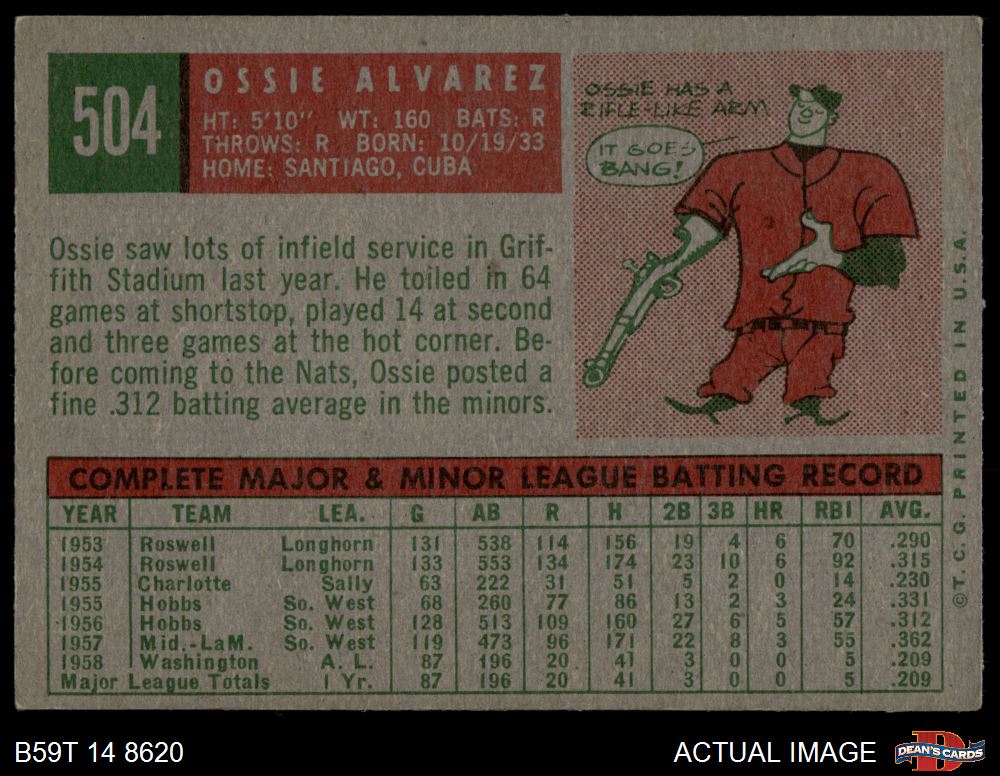 504
OSSIE ALVAREZ
HT: 5'10" WT: 160 BATS: R
THROWS: R BORN: 10/19/33
HOME: SANTIAGO, CUBA
OSSIE HAS A
RIFLE-LIKE ARM
IT GOES
BANG!
Ossie saw lots of infield service in Grif-
fith Stadium last year. He toiled in 64
games at shortstop, played 14 at second
and three games at the hot corner. Be-
fore coming to the Nats, Ossie posted a
fine .312 batting average in the minors.
COMPLETE MAJOR & MINOR LEAGUE BATTING RECORD
YEAR TEAM LEA. G AB R H 2B 3B HR RBI AVG.
1953 Roswell Longhorn 131 538 114 156 19 4 6 70 .290
1954 Roswell Longhorn 133 553 134 174 23 10 6 92 .315
1955 Charlotte Sally 63 222 31 51 5 2 0 14 .230
1955 Hobbs So. West 68 260 77 86 13 2 3 24 .331
1956 Hobbs So. West 128 513 109 160 27 6 5 57 .312
1957 Mid.-LaM. So. West 119 473 96 171 22 8 3 55 .362
1958 Washington A. L. 87 196 20 41 3 0 0 5 .209
Major League Totals 1 Yr. 87 196 20 41 3 0 0 5 .209
©T. C. G. PRINTED IN U.S.A.
B59T 14 8620
ACTUAL IMAGE
DEAN'S CARDS